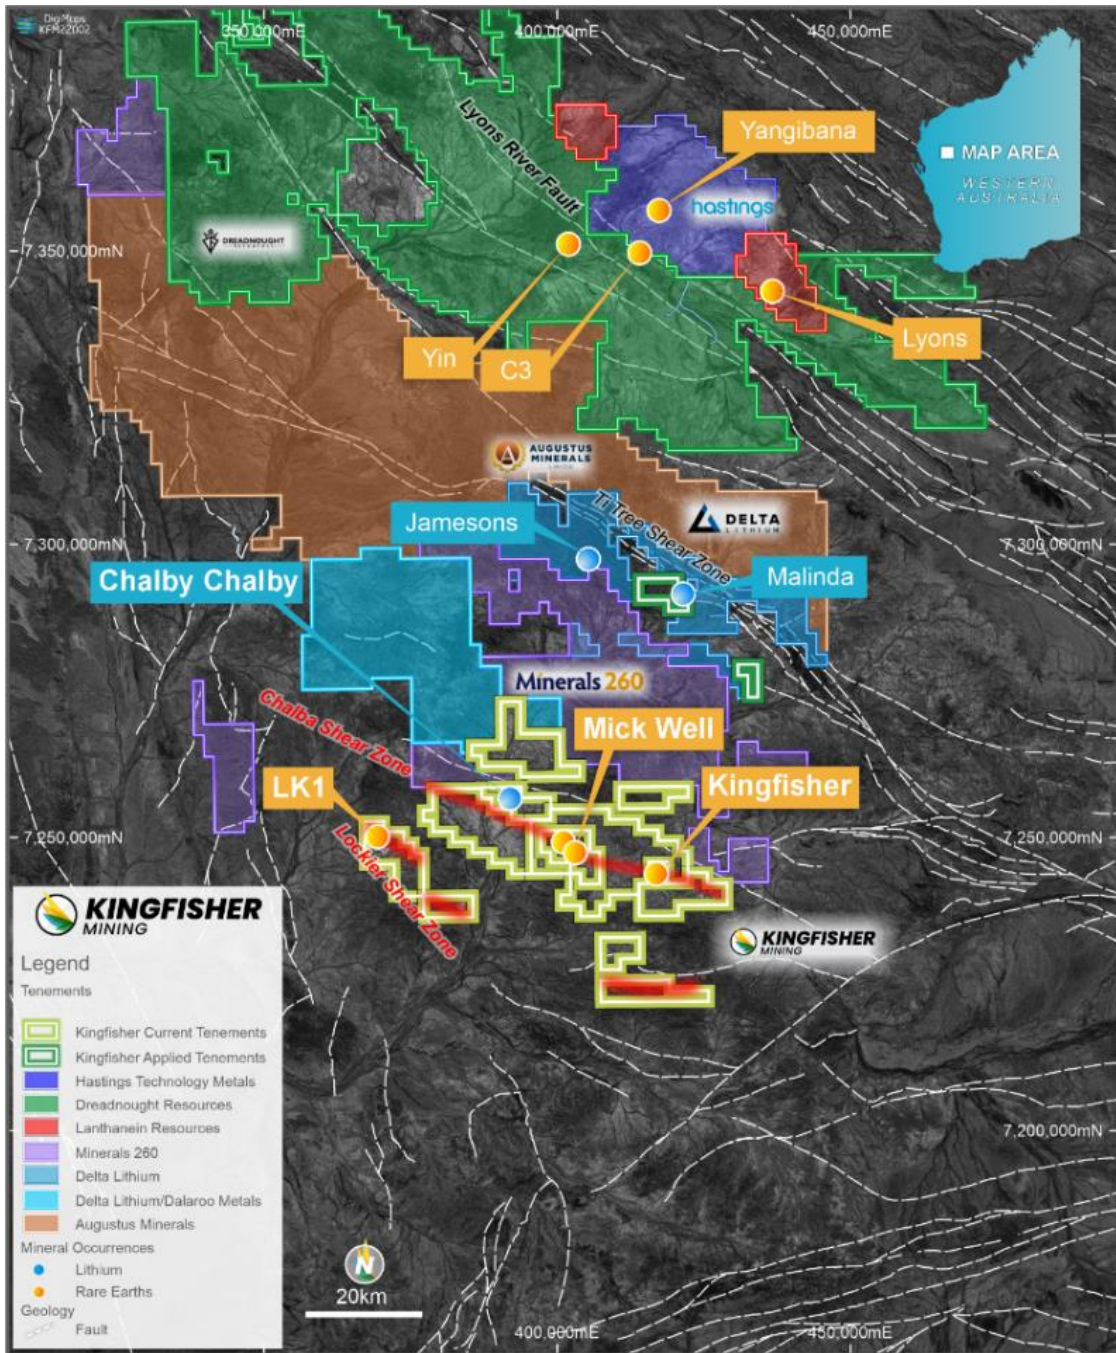 DigMaps
KFM22002
350,000mE
400,000mE
450,000mE
Lyons River Fault
Yangibana
hastings
MAP AREA
WESTERN
AUSTRALIA
DREADNOUGHT
7,350,000mN
Yin
C3
Lyons
AUGUSTUS
MINERALS
Ti Tree Shear Zone
DELTA
LITHIUM
Jamesons
7,300,000mN
7,300,000mN
Chalby Chalby
Malinda
Minerals 260
Chalba Shear Zone
Mick Well
LK1
Kingfisher
7,250,000mN
7,250,000mN
Lockier Shear Zone
KINGFISHER
MINING
KINGFISHER
MINING
Legend
Tenements
Kingfisher Current Tenements
Kingfisher Applied Tenements
Hastings Technology Metals
Dreadnought Resources
Lanthanein Resources
Minerals 260
Delta Lithium
Delta Lithium/Dalaroo Metals
Augustus Minerals
Mineral Occurrences
Lithium
Rare Earths
Geology
Fault
7,200,000mN
N
20km
400,000mE
450,000mE